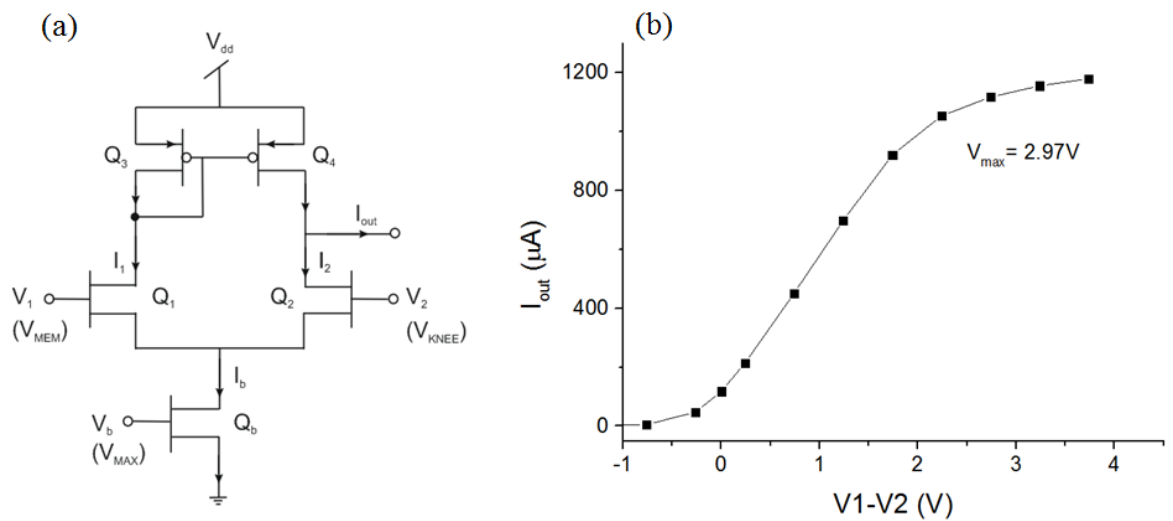 (a)
V_dd
Q_3
Q_4
I_out
I_1
I_2
V_1
(V_MEM)
Q_1
Q_2
V_2
(V_KNEE)
I_b
V_b
(V_MAX)
Q_b
(b)
I_out (μA)
1200
800
400
0
V_max= 2.97V
-1 0 1 2 3 4
V1-V2 (V)